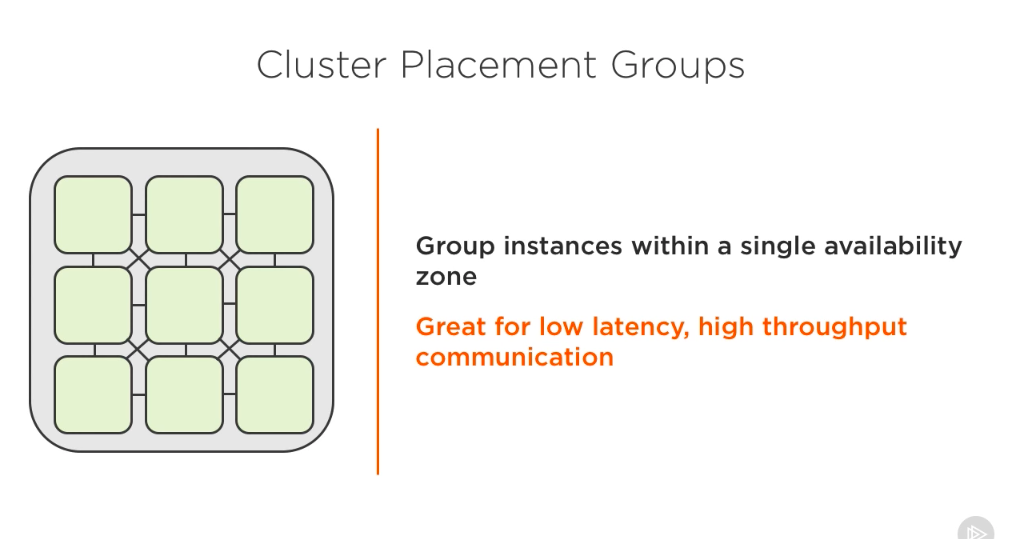 Cluster Placement Groups
Group instances within a single availability
zone
Great for low latency, high throughput
communication